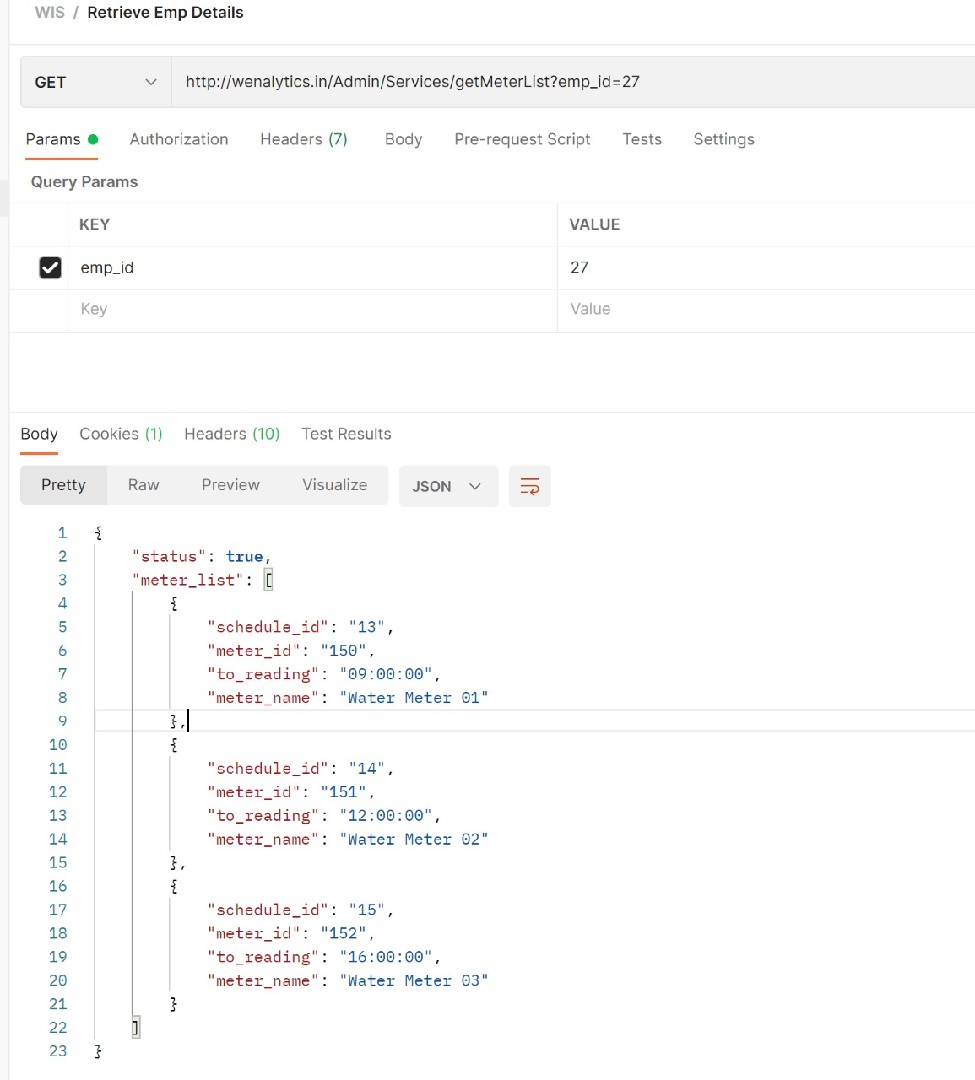 WIS / Retrieve Emp Details
GET http://wenalytics.in/Admin/Services/getMeterList?emp_id=27
Params Authorization Headers (7) Body Pre-request Script Tests Settings
Query Params
KEY VALUE
emp_id 27
Key Value
Body Cookies (1) Headers (10) Test Results
Pretty Raw Preview Visualize JSON
1 {
2 "status": true,
3 "meter_list": [
4 {
5 "schedule_id": "13",
6 "meter_id": "150",
7 "to_reading": "09:00:00",
8 "meter_name": "Water Meter 01"
9 },
10 {
11 "schedule_id": "14",
12 "meter_id": "151",
13 "to_reading": "12:00:00",
14 "meter_name": "Water Meter 02"
15 },
16 {
17 "schedule_id": "15",
18 "meter_id": "152",
19 "to_reading": "16:00:00",
20 "meter_name": "Water Meter 03"
21 }
22 ]
23 }